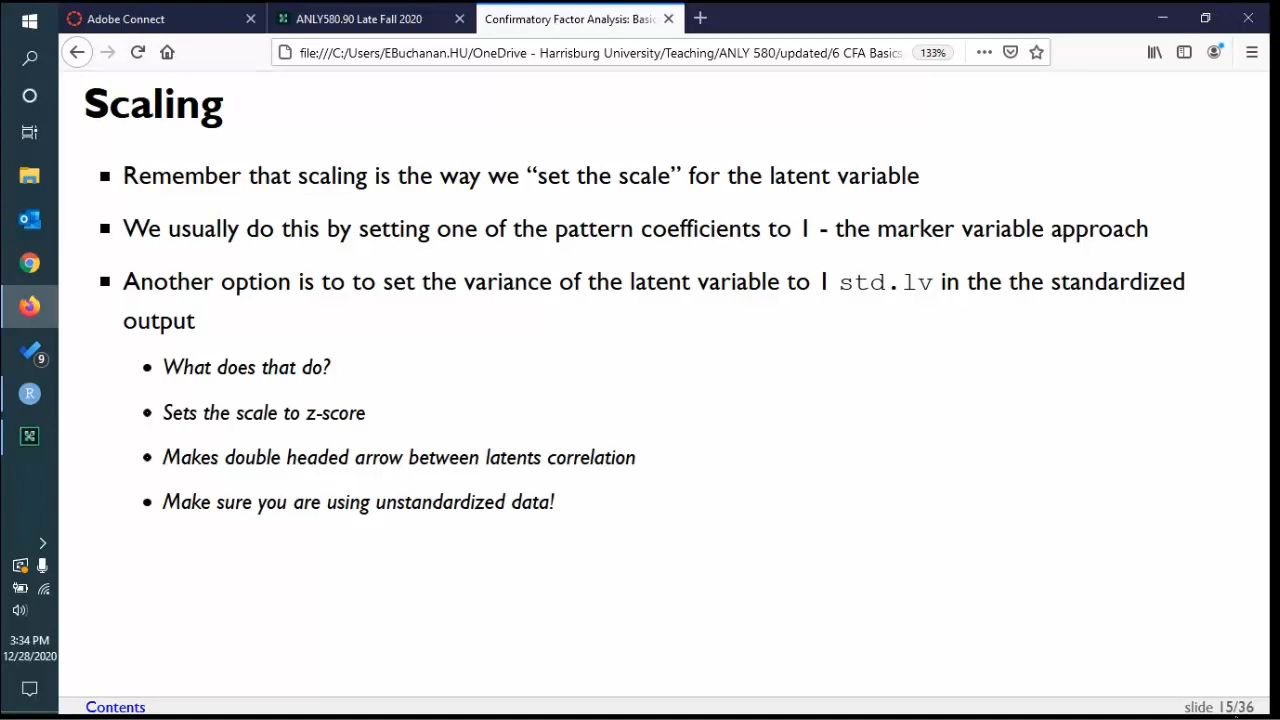 Adobe Connect
ANLY580.90 Late Fall 2020
Confirmatory Factor Analysis: Basic
file:///C:/Users/EBuchanan.HU/OneDrive - Harrisburg University/Teaching/ANLY 580/updated/6 CFA Basics.
133%
Scaling
Remember that scaling is the way we “set the scale” for the latent variable
We usually do this by setting one of the pattern coefficients to 1 - the marker variable approach
Another option is to to set the variance of the latent variable to 1 std.lv in the the standardized
output
What does that do?
Sets the scale to z-score
Makes double headed arrow between latents correlation
Make sure you are using unstandardized data!
9
R
3:34 PM
12/28/2020
Contents
slide 15/36